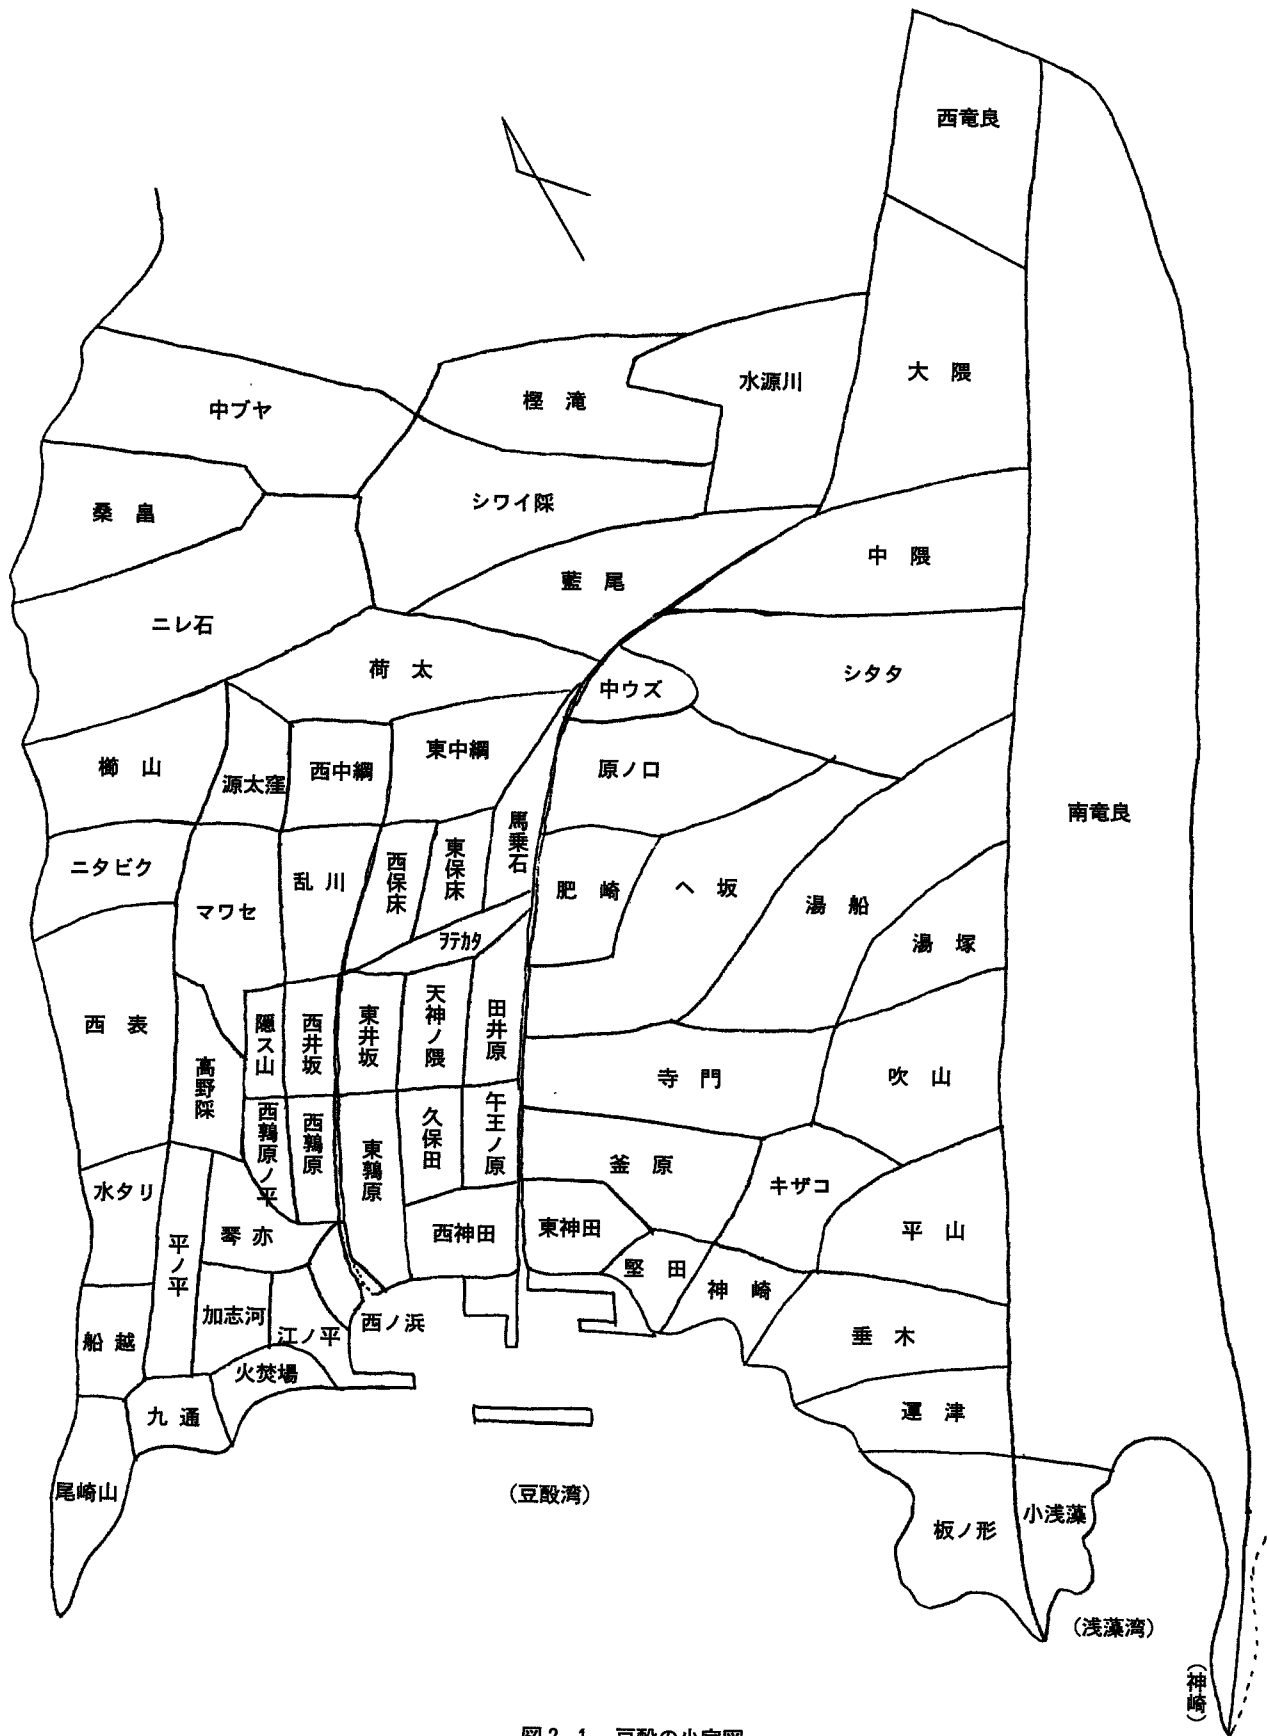 西竜良
大隈
水源川
樫滝
中ブヤ
シワイ隊
桑畠
中隈
藍尾
ニレ石
荷太
シタタ
中ウズ
東中綱
櫛山
源太窪
西中綱
原ノ口
南竜良
馬乗石
東保床
西保床
ニタビク
乱川
肥崎
ヘ坂
湯船
マワセ
ヲテカタ
湯塚
西表
隠ス山
西井坂
東井坂
天神ノ隈
田井原
高野
寺門
吹山
西鶉原ノ平
西鶉原
東鶉原
久保田
午王ノ原
釜原
キザコ
水タリ
琴亦
平ノ平
西神田
東神田
平山
堅田
神崎
加志河
江ノ平
西ノ浜
船越
垂木
火焚場
九通
運津
尾崎山
(豆酘湾)
板ノ形
小浅藻
(浅藻湾)
(神崎)